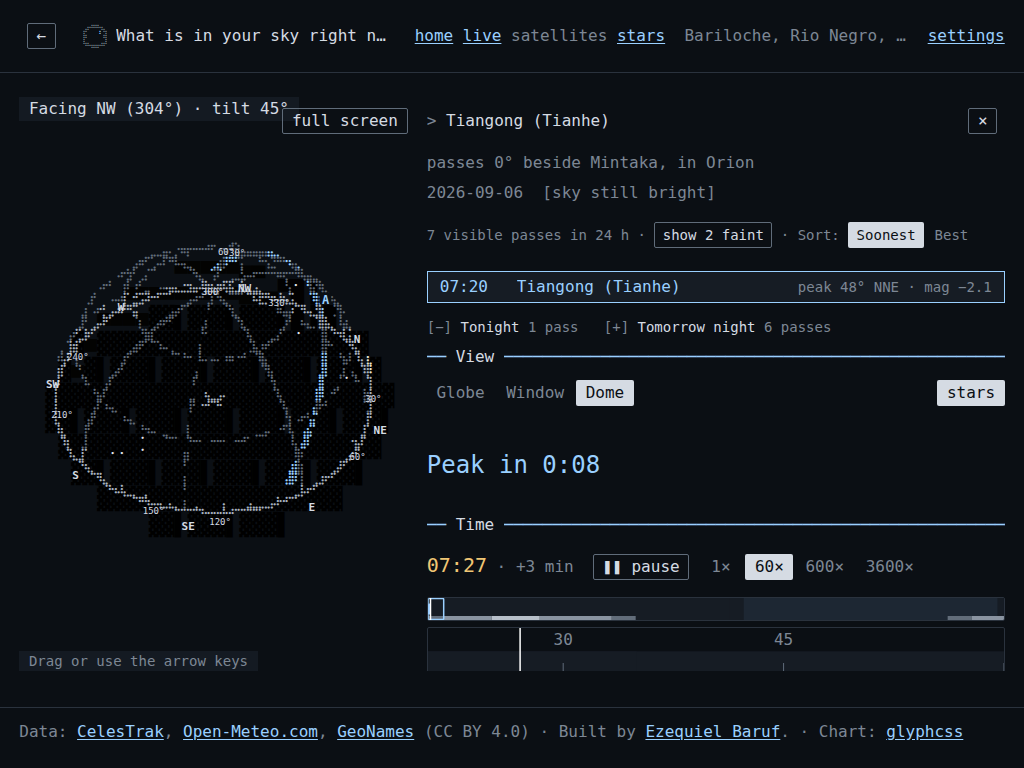 ← What is in your sky right n… home live satellites stars Bariloche, Rio Negro, … settings
Facing NW (304°) · tilt 45°
full screen
60°
30°
300°
NW
330°
A
W
N
240°
SW
30°
210°
NE
60°
S
150°
E
SE
120°
Drag or use the arrow keys
> Tiangong (Tianhe) ×
passes 0° beside Mintaka, in Orion
2026-09-06 [sky still bright]
7 visible passes in 24 h · show 2 faint · Sort: Soonest Best
07:20 Tiangong (Tianhe) peak 48° NNE · mag −2.1
[−] Tonight 1 pass [+] Tomorrow night 6 passes
View
Globe Window Dome stars
Peak in 0:08
Time
07:27 · +3 min ❚❚ pause 1× 60× 600× 3600×
30 45
Data: CelesTrak, Open-Meteo.com, GeoNames (CC BY 4.0) · Built by Ezequiel Baruf. · Chart: glyphcss